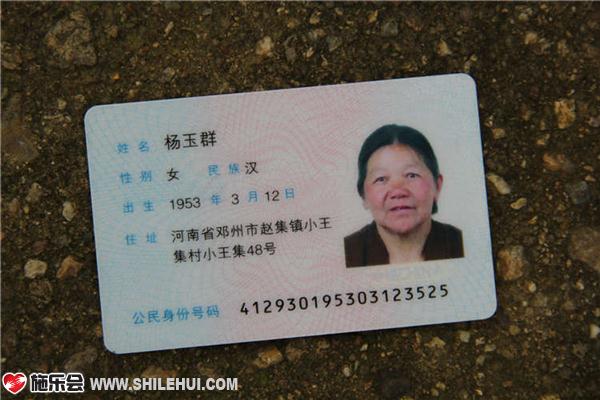 姓名 杨玉群
性别 女 民族 汉
出生 1953 年 3 月 12 日
住址 河南省邓州市赵集镇小王
集村小王集48号
公民身份号码 412930195303123525
施乐会 WWW.SHILEHUI.COM